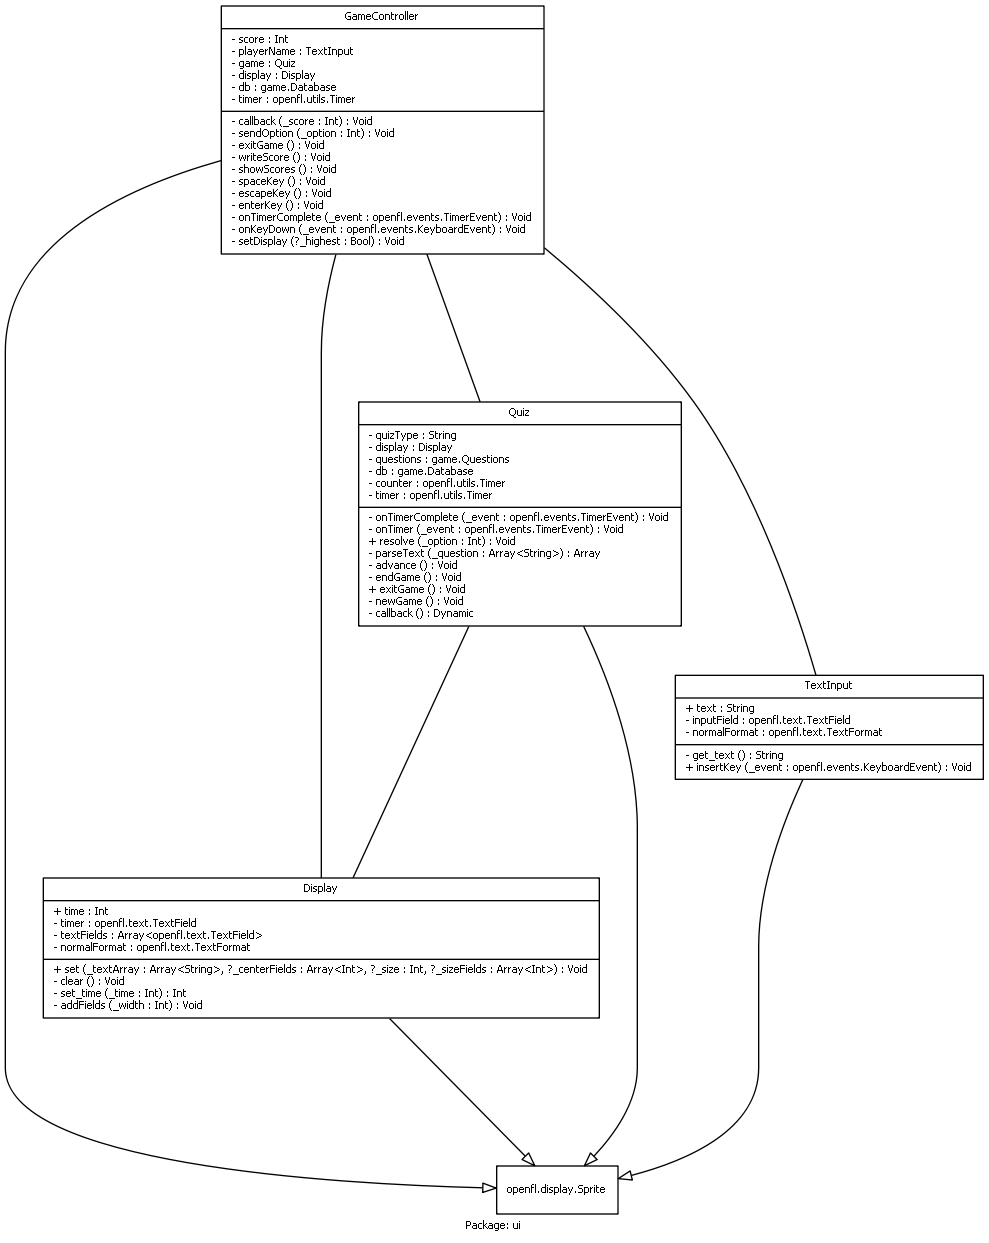 GameController
- score : Int
- playerName : TextInput
- game : Quiz
- display : Display
- db : game.Database
- timer : openfl.utils.Timer
- callback (_score : Int) : Void
- sendOption (_option : Int) : Void
- exitGame () : Void
- writeScore () : Void
- showScores () : Void
- spaceKey () : Void
- escapeKey () : Void
- enterKey () : Void
- onTimerComplete (_event : openfl.events.TimerEvent) : Void
- onKeyDown (_event : openfl.events.KeyboardEvent) : Void
- setDisplay (?_highest : Bool) : Void
Quiz
- quizType : String
- display : Display
- questions : game.Questions
- db : game.Database
- counter : openfl.utils.Timer
- timer : openfl.utils.Timer
- onTimerComplete (_event : openfl.events.TimerEvent) : Void
- onTimer (_event : openfl.events.TimerEvent) : Void
+ resolve (_option : Int) : Void
- parseText (_question : Array<String>) : Array
- advance () : Void
- endGame () : Void
+ exitGame () : Void
- newGame () : Void
- callback () : Dynamic
TextInput
+ text : String
- inputField : openfl.text.TextField
- normalFormat : openfl.text.TextFormat
- get_text () : String
+ insertKey (_event : openfl.events.KeyboardEvent) : Void
Display
+ time : Int
- timer : openfl.text.TextField
- textFields : Array<openfl.text.TextField>
- normalFormat : openfl.text.TextFormat
+ set (_textArray : Array<String>, ?_centerFields : Array<Int>, ?_size : Int, ?_sizeFields : Array<Int>) : Void
- clear () : Void
- set_time (_time : Int) : Int
- addFields (_width : Int) : Void
openfl.display.Sprite
Package: ui